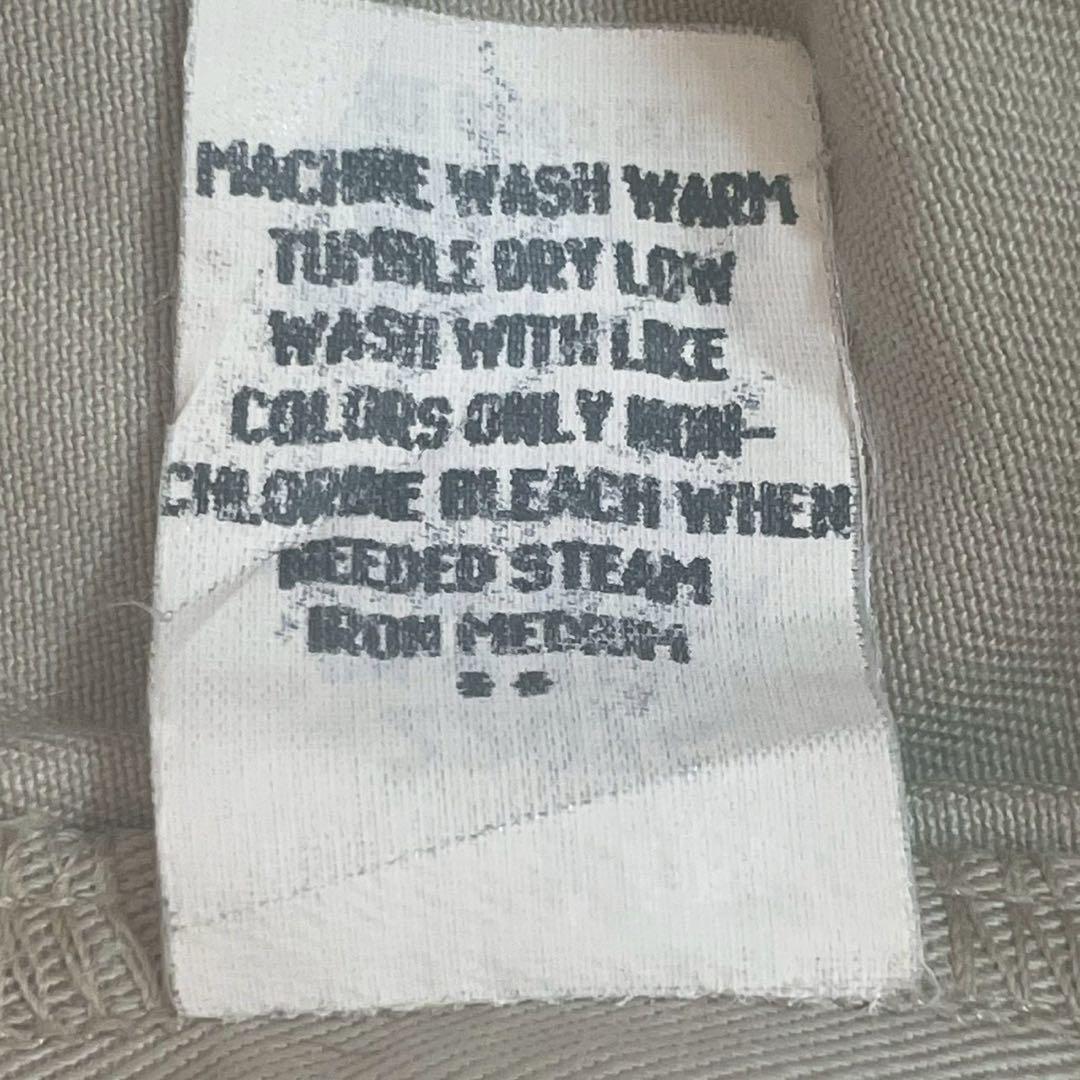 MACHINE WASH WARM
TUMBLE DRY LOW
WASH WITH LIKE
COLORS ONLY NON-
CHLORINE BLEACH WHEN
NEEDED STEAM
IRON MEDIUM